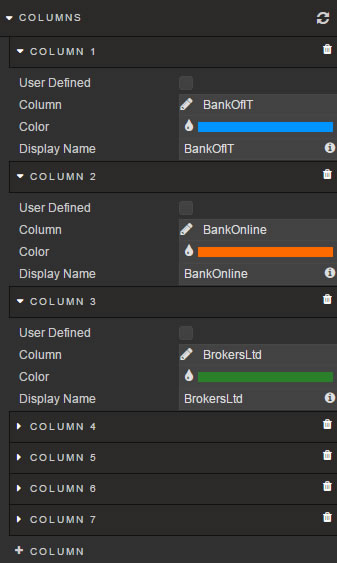 COLUMNS
COLUMN 1
User Defined
Column BankOfIT
Color
Display Name BankOfIT
COLUMN 2
User Defined
Column BankOnline
Color
Display Name BankOnline
COLUMN 3
User Defined
Column BrokersLtd
Color
Display Name BrokersLtd
COLUMN 4
COLUMN 5
COLUMN 6
COLUMN 7
COLUMN